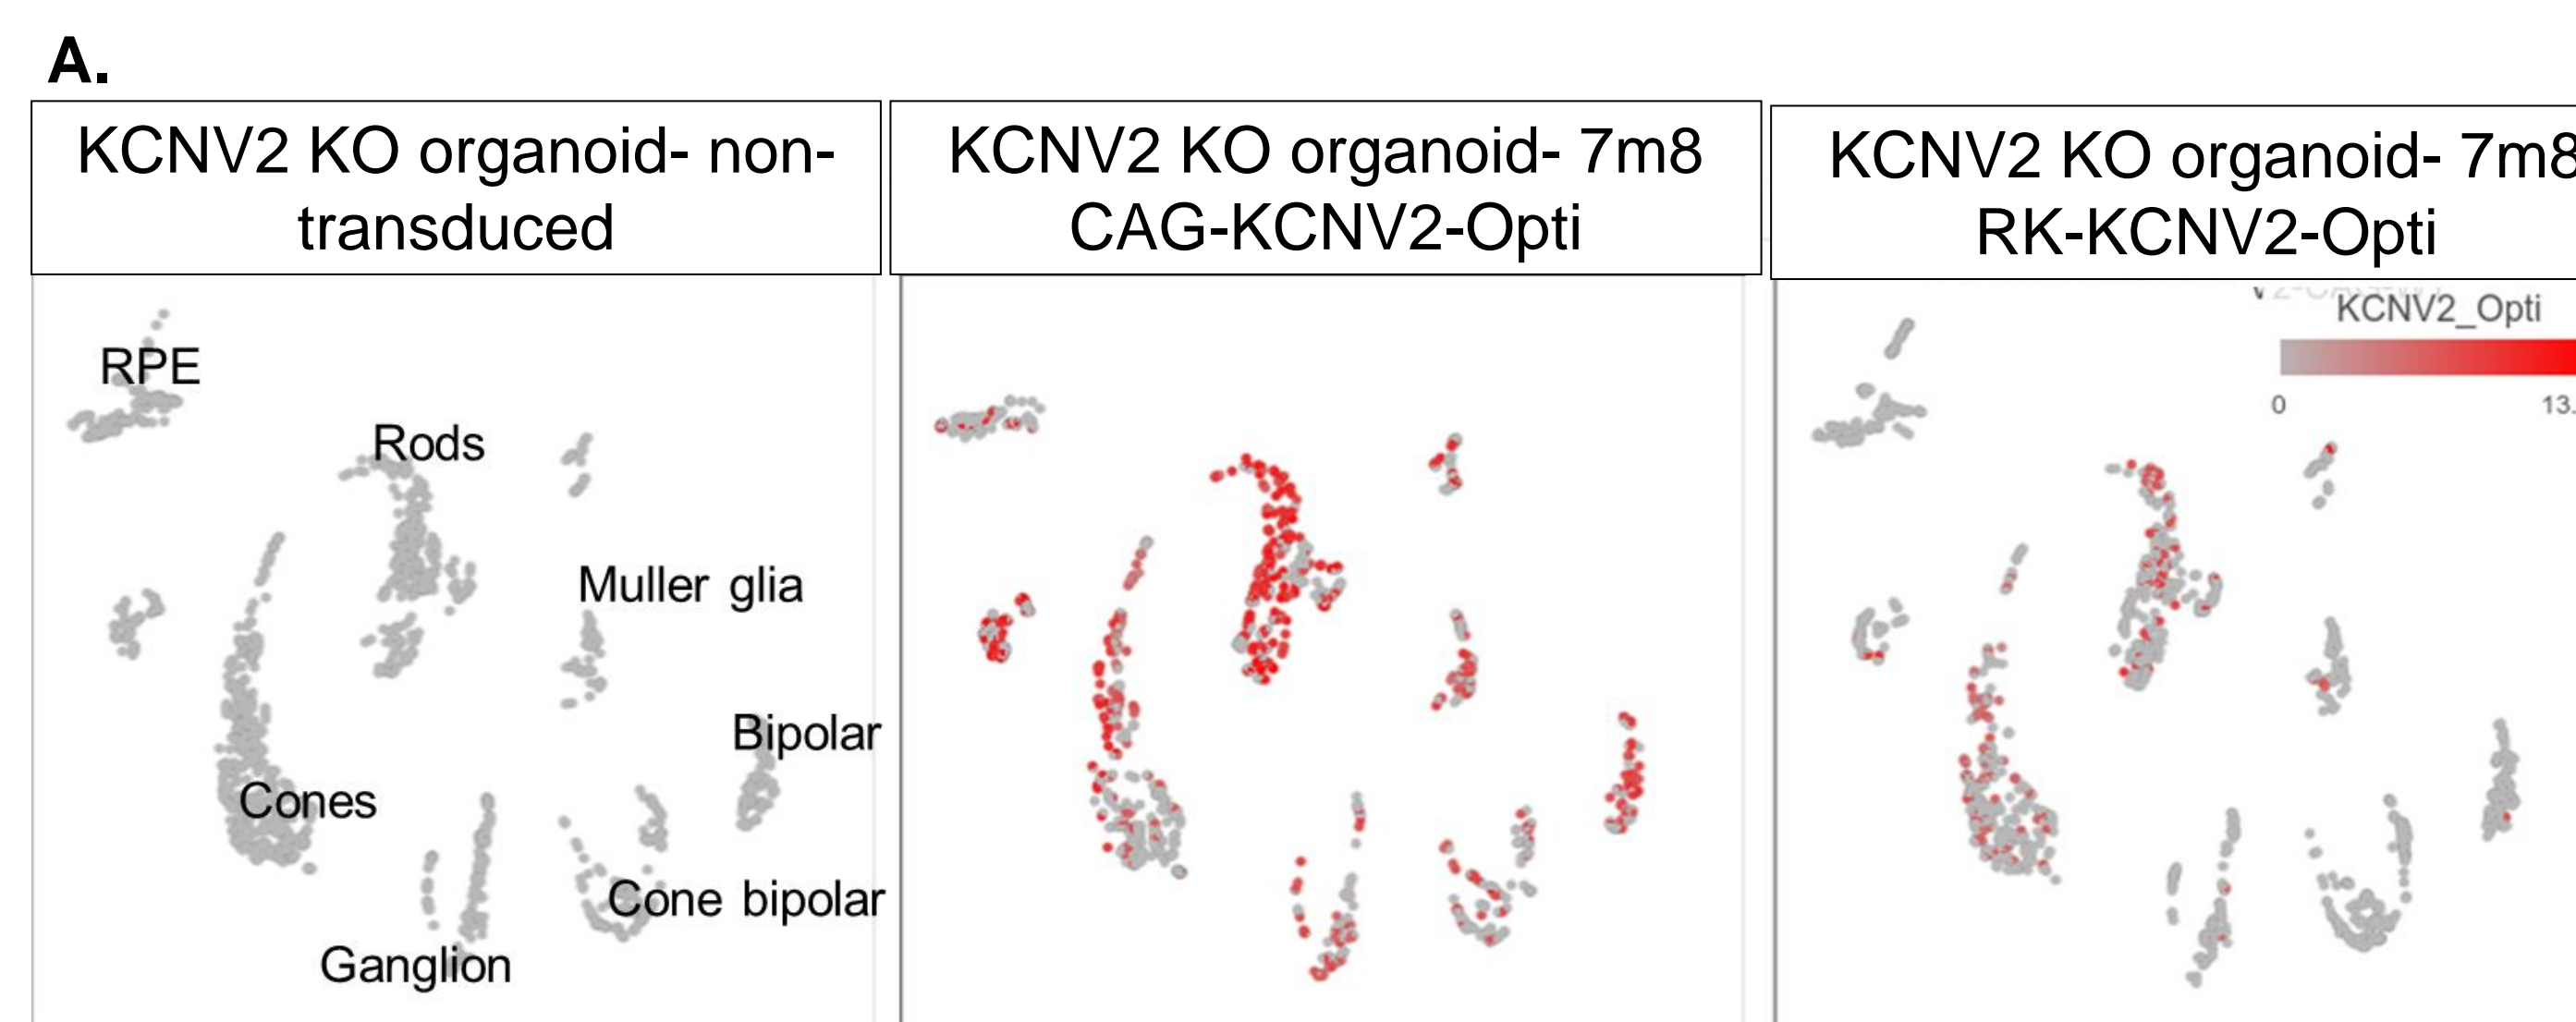 A.
KCNV2 KO organoid- non-
transduced
KCNV2 KO organoid- 7m8
CAG-KCNV2-Opti
KCNV2 KO organoid- 7m8
RK-KCNV2-Opti
KCNV2_Opti
0
13.
RPE
Rods
Muller glia
Bipolar
Cones
Cone bipolar
Ganglion